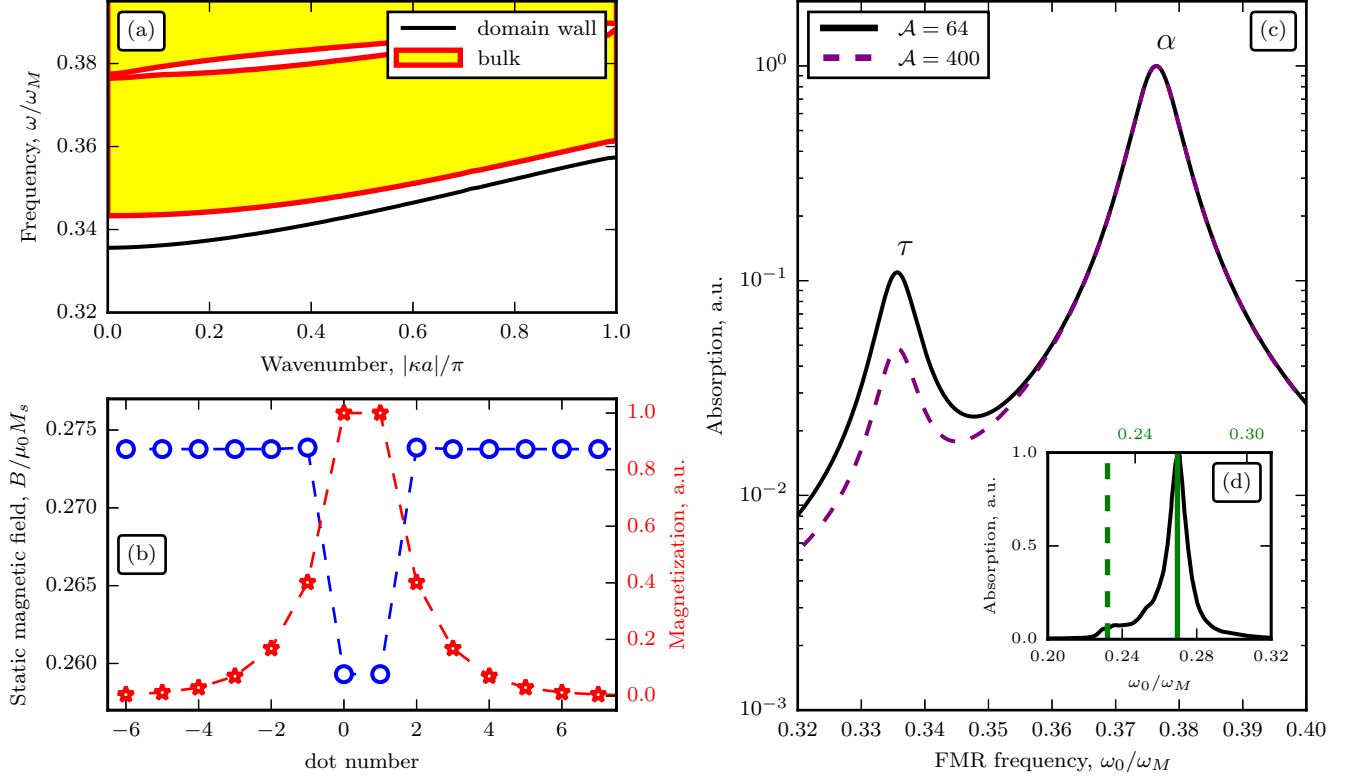 (a)
domain wall
bulk
0.38
0.36
0.34
0.32
Frequency, ω/ω_M
0.0 0.2 0.4 0.6 0.8 1.0
Wavenumber, |κa|/π
(b)
0.275
0.270
0.265
0.260
Static magnetic field, B/μ₀M_s
1.0
0.8
0.6
0.4
0.2
0.0
Magnetization, a.u.
−6 −4 −2 0 2 4 6
dot number
𝒜 = 64
𝒜 = 400
(c)
α
τ
10⁰
10⁻¹
10⁻²
10⁻³
Absorption, a.u.
0.32 0.33 0.34 0.35 0.36 0.37 0.38 0.39 0.40
FMR frequency, ω₀/ω_M
0.24 0.30
(d)
1.0
0.5
0.0
Absorption, a.u.
0.20 0.24 0.28 0.32
ω₀/ω_M